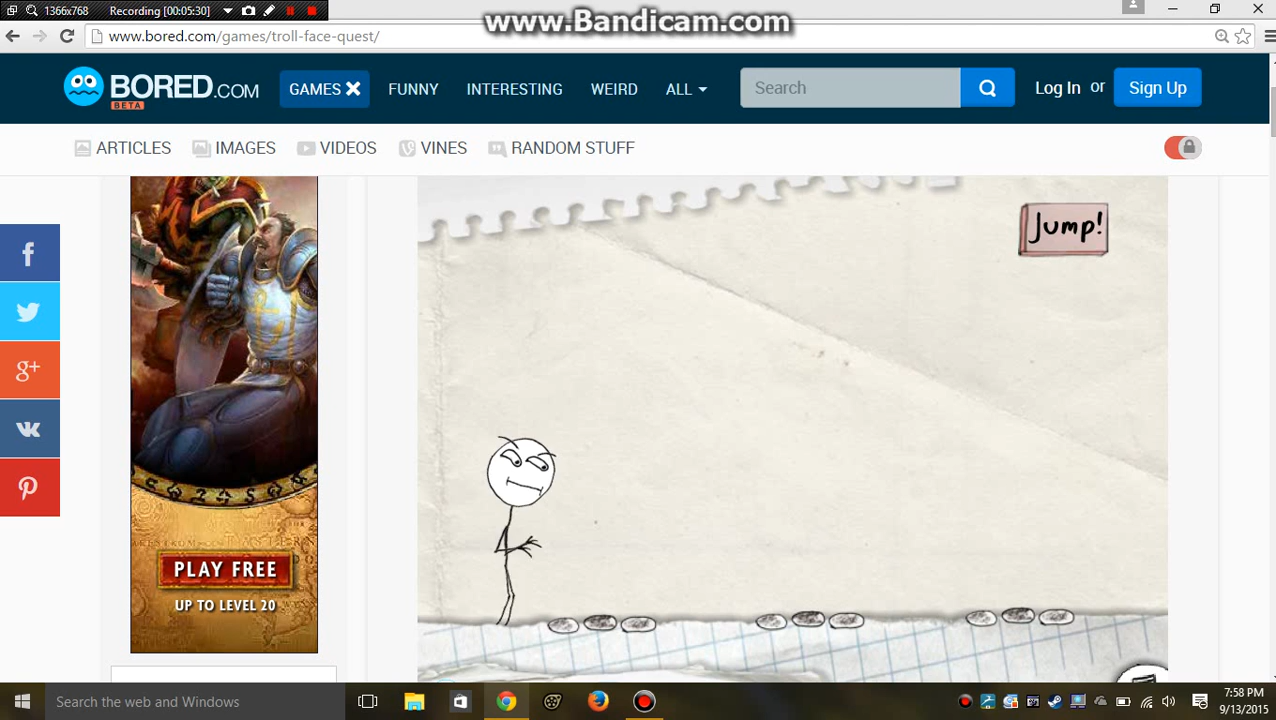 1366x768 Recording [00:05:30]
www.Bandicam.com
www.bored.com/games/troll-face-quest/
BORED.COM
BETA
GAMES FUNNY INTERESTING WEIRD ALL
Search
Log In or Sign Up
ARTICLES IMAGES VIDEOS VINES RANDOM STUFF
Jump!
PLAY FREE
UP TO LEVEL 20
Search the web and Windows
7:58 PM
9/13/2015